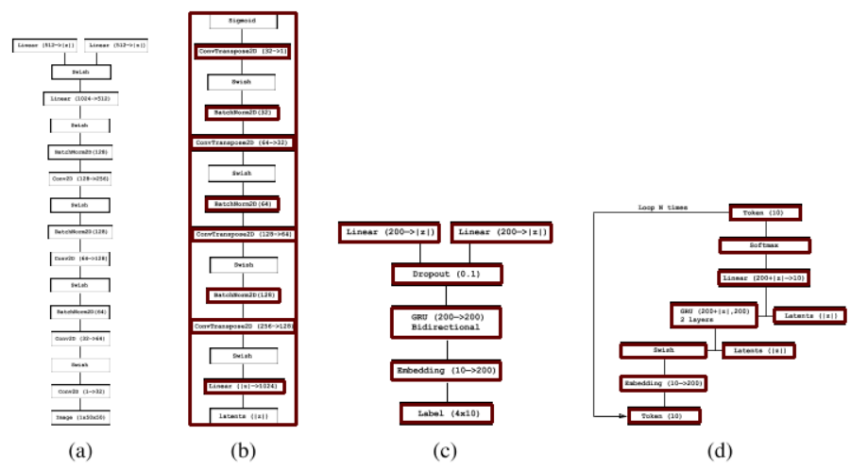 Linear (512->|z|) Linear (512->|z|)
Swish
Linear (1024->512)
Swish
BatchNorm2D(128)
Conv2D (128->256)
Swish
BatchNorm2D(128)
Conv2D (64->128)
Swish
BatchNorm2D(64)
Conv2D (32->64)
Swish
Conv2D (1->32)
Image (1x50x50)
(a)
Sigmoid
ConvTranspose2D (32->1)
Swish
BatchNorm2D(32)
ConvTranspose2D (64->32)
Swish
BatchNorm2D(64)
ConvTranspose2D (128->64)
Swish
BatchNorm2D(128)
ConvTranspose2D (256->128)
Swish
Linear (|z|->1024)
latents (|z|)
(b)
Linear (200->|z|) Linear (200->|z|)
Dropout (0.1)
GRU (200->200)
Bidirectional
Embedding (10->200)
Label (4x10)
(c)
Loop N times
Token (10)
Softmax
Linear (200+|z|->10)
GRU (200+|z|,200)
2 layers
Latents (|z|)
Swish
Latents (|z|)
Embedding (10->200)
Token (10)
(d)